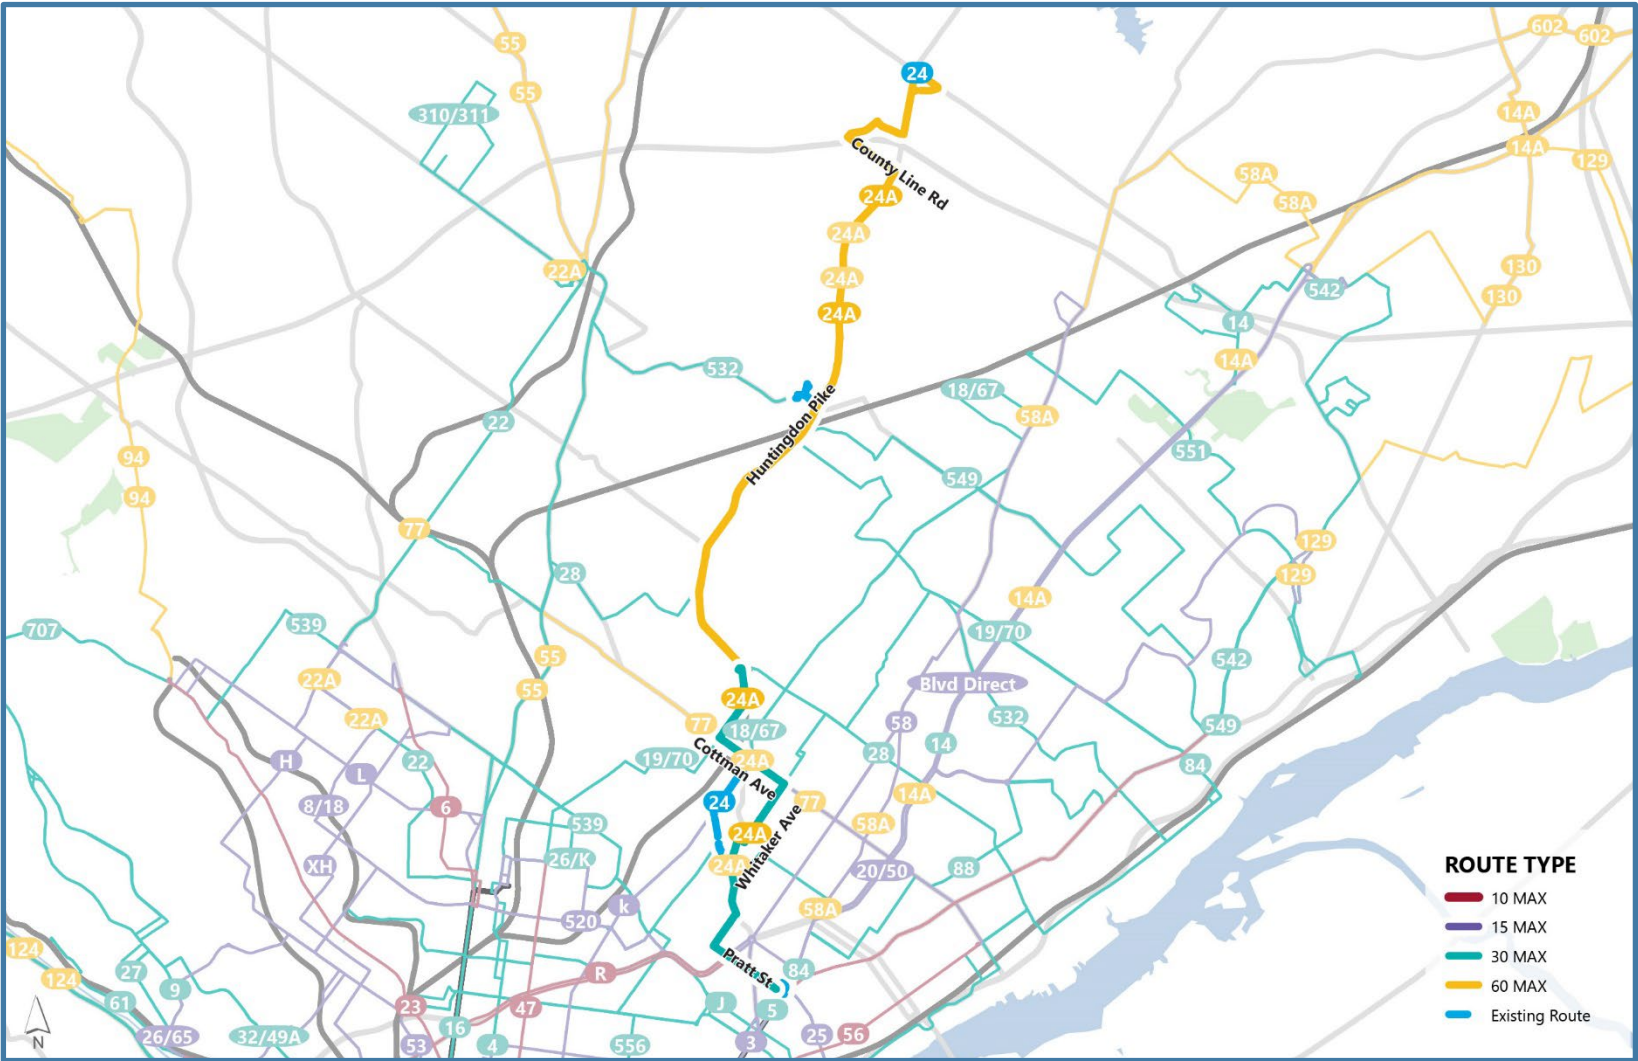 55
602
602
24
55
310/311
14A
14A
County Line Rd
129
58A
24A
58A
24A
22A
130
24A
542
130
24A
14
14A
532
18/67
Huntingdon Pike
58A
22
551
94
549
94
77
129
28
129
14A
539
707
19/70
55
542
22A
Blvd Direct
55
24A
22A
532
77
58
549
18/67
14
28
19/70
Cottman Ave
24A
H
22
84
L
14A
24
77
8/18
6
Whitaker Ave
539
58A
24A
26/K
XH
24A
88
20/50
ROUTE TYPE
10 MAX
k
58A
520
15 MAX
124
Pratt St
30 MAX
27
R
84
124
60 MAX
9
61
J
23
47
5
Existing Route
16
26/65
32/49A
25
56
N
53
4
556
3